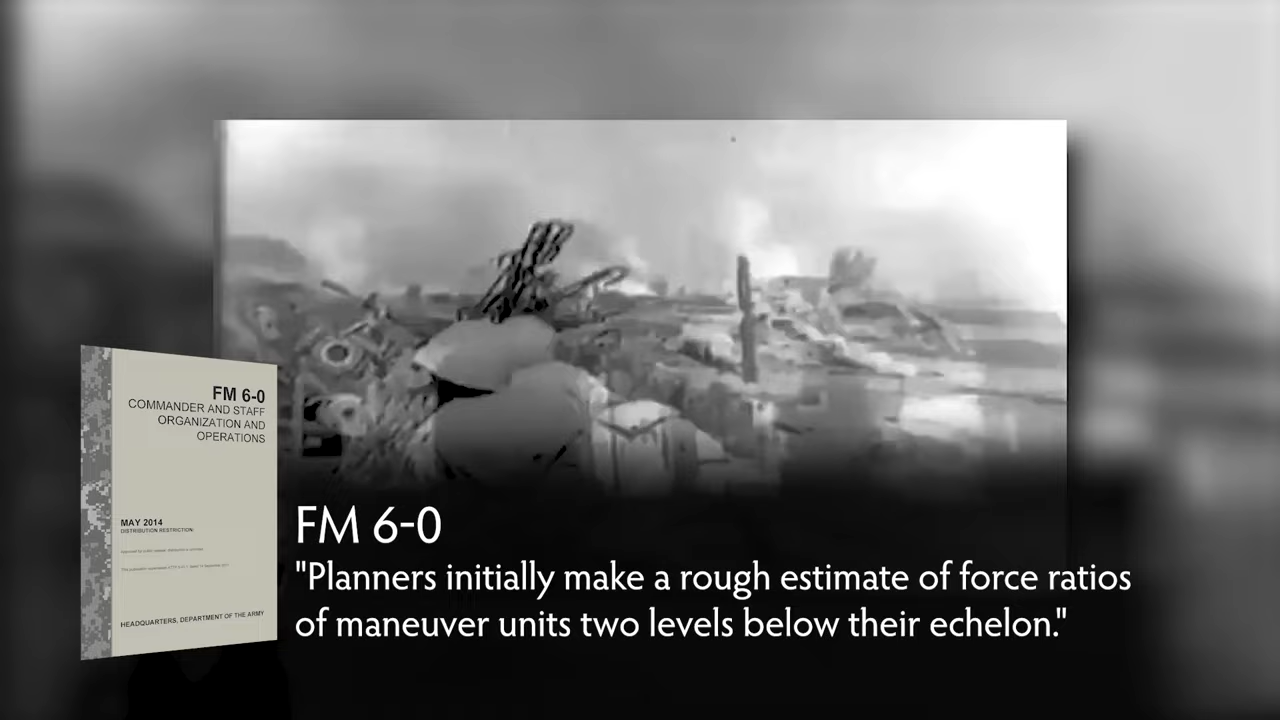 FM 6-0
COMMANDER AND STAFF
ORGANIZATION AND
OPERATIONS
MAY 2014
DISTRIBUTION RESTRICTION:
HEADQUARTERS, DEPARTMENT OF THE ARMY
FM 6-0
"Planners initially make a rough estimate of force ratios
of maneuver units two levels below their echelon."